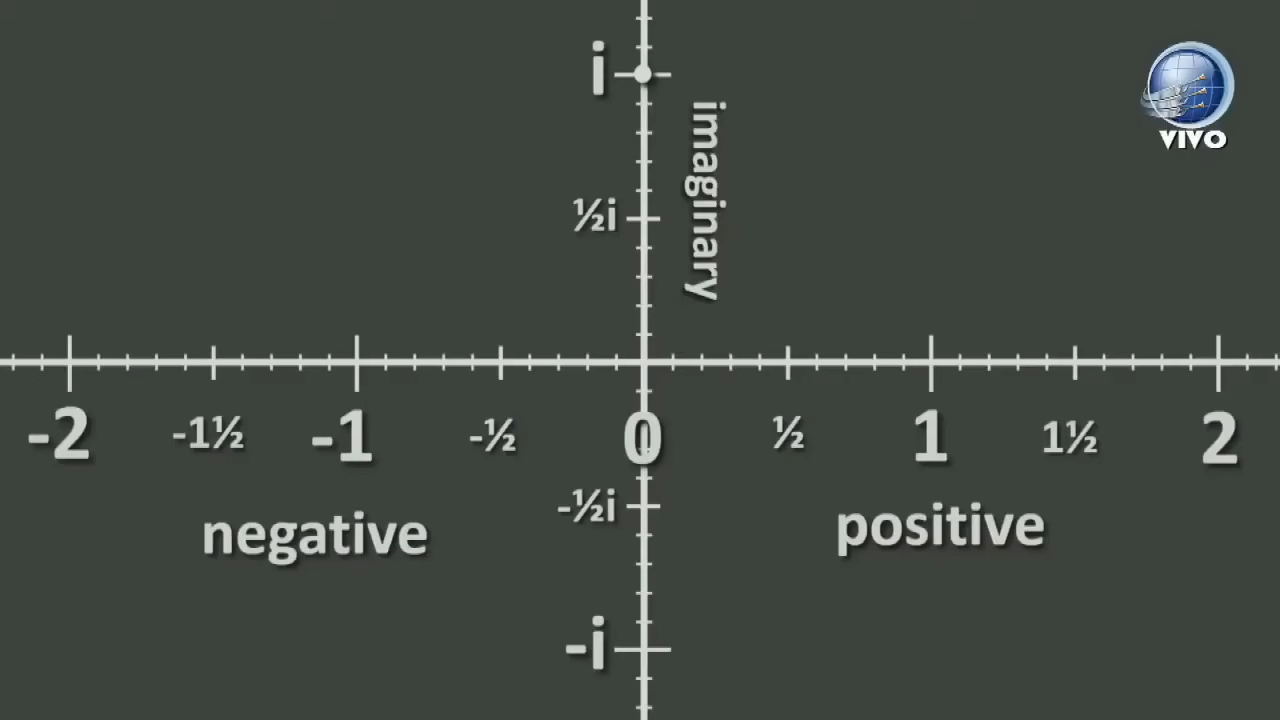 i
VIVO
imaginary
½i
-2 -1½ -1 -½ 0 ½ 1 1½ 2
-½i
negative positive
-i